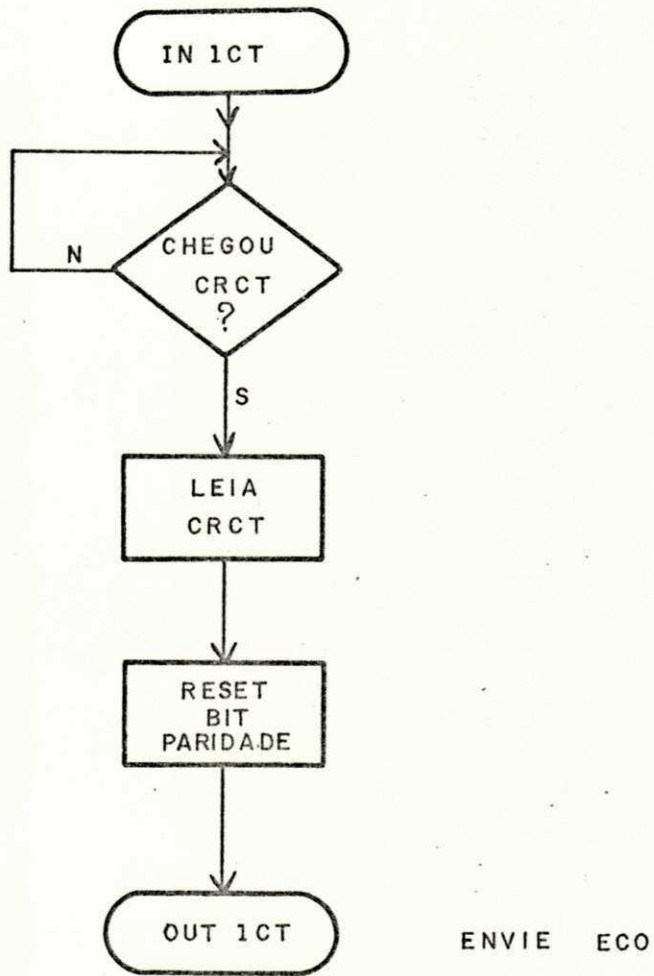 IN 1CT
CHEGOU
CRCT
?
N
S
LEIA
CRCT
RESET
BIT
PARIDADE
OUT 1CT
ENVIE ECO